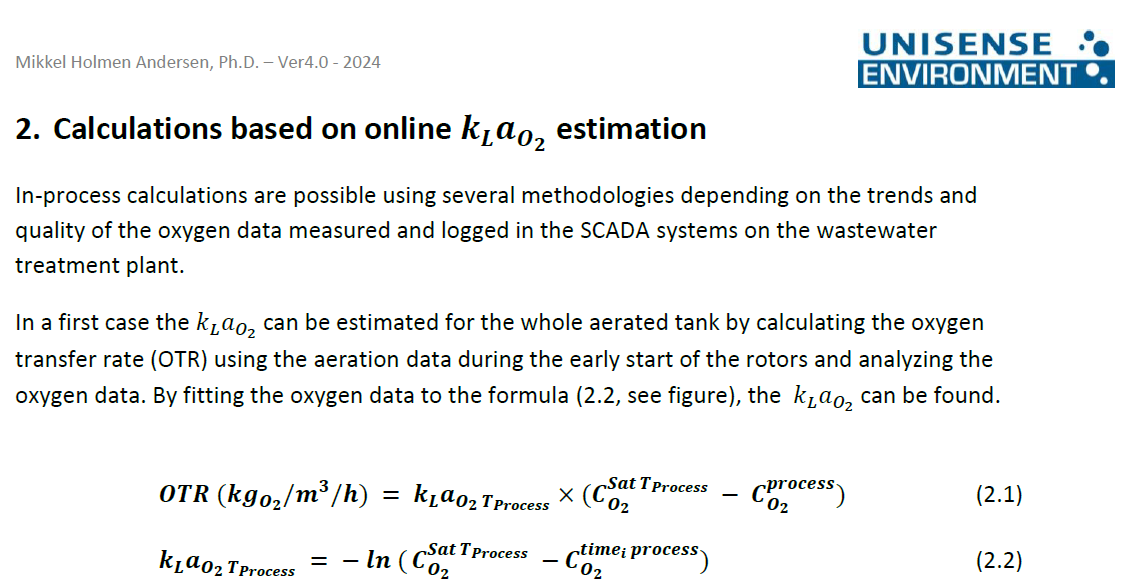 Mikkel Holmen Andersen, Ph.D. – Ver4.0 - 2024
UNISENSE
ENVIRONMENT
2. Calculations based on online k_L a_{O_2} estimation
In-process calculations are possible using several methodologies depending on the trends and
quality of the oxygen data measured and logged in the SCADA systems on the wastewater
treatment plant.
In a first case the k_L a_{O_2} can be estimated for the whole aerated tank by calculating the oxygen
transfer rate (OTR) using the aeration data during the early start of the rotors and analyzing the
oxygen data. By fitting the oxygen data to the formula (2.2, see figure), the k_L a_{O_2} can be found.
OTR (kg_{O_2}/m^3/h) = k_L a_{O_2 T_{Process}} × (C_{O_2}^{Sat T_{Process}} − C_{O_2}^{process}) (2.1)
k_L a_{O_2 T_{Process}} = − ln (C_{O_2}^{Sat T_{Process}} − C_{O_2}^{time_i process}) (2.2)